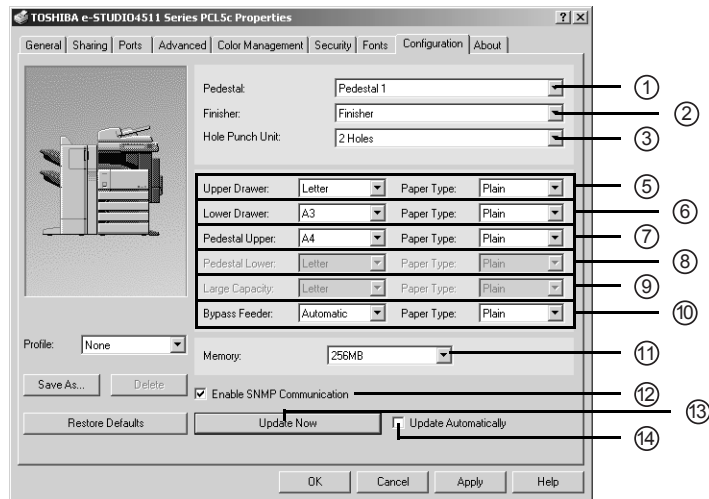 TOSHIBA e-STUDIO4511 Series PCL5c Properties ? ×
General Sharing Ports Advanced Color Management Security Fonts Configuration About
Pedestal: Pedestal 1 ①
Finisher: Finisher ②
Hole Punch Unit: 2 Holes ③
Upper Drawer: Letter Paper Type: Plain ⑤
Lower Drawer: A3 Paper Type: Plain ⑥
Pedestal Upper: A4 Paper Type: Plain ⑦
Pedestal Lower: Letter Paper Type: Plain ⑧
Large Capacity: Letter Paper Type: Plain ⑨
Bypass Feeder: Automatic Paper Type: Plain ⑩
Profile: None
Memory: 256MB ⑪
Save As... Delete
Enable SNMP Communication ⑫
⑬
Restore Defaults Update Now Update Automatically
⑭
OK Cancel Apply Help